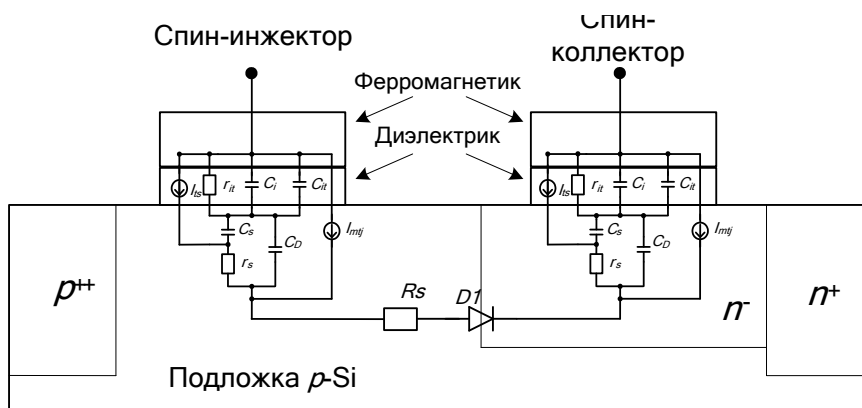 Спин-инжектор
Спин-
коллектор
Ферромагнетик
Диэлектрик
Its
rit
Ci
Cit
Cs
CD
Imtj
rs
Its
rit
Ci
Cit
Cs
CD
Imtj
rs
p++
Rs
D1
n-
n+
Подложка p-Si